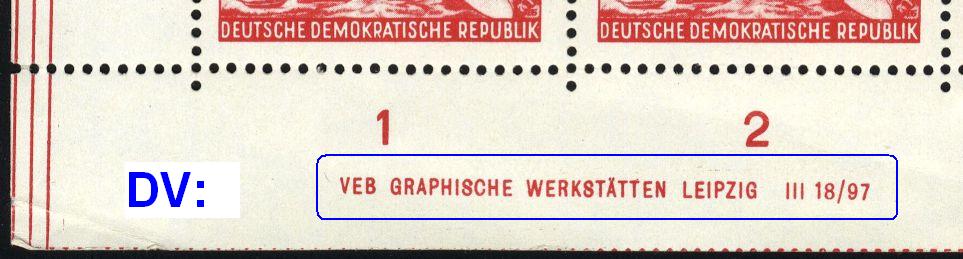 DEUTSCHE DEMOKRATISCHE REPUBLIK DEUTSCHE DEMOKRATISCHE REPUBLIK
1 2
DV: VEB GRAPHISCHE WERKSTÄTTEN LEIPZIG III 18/97